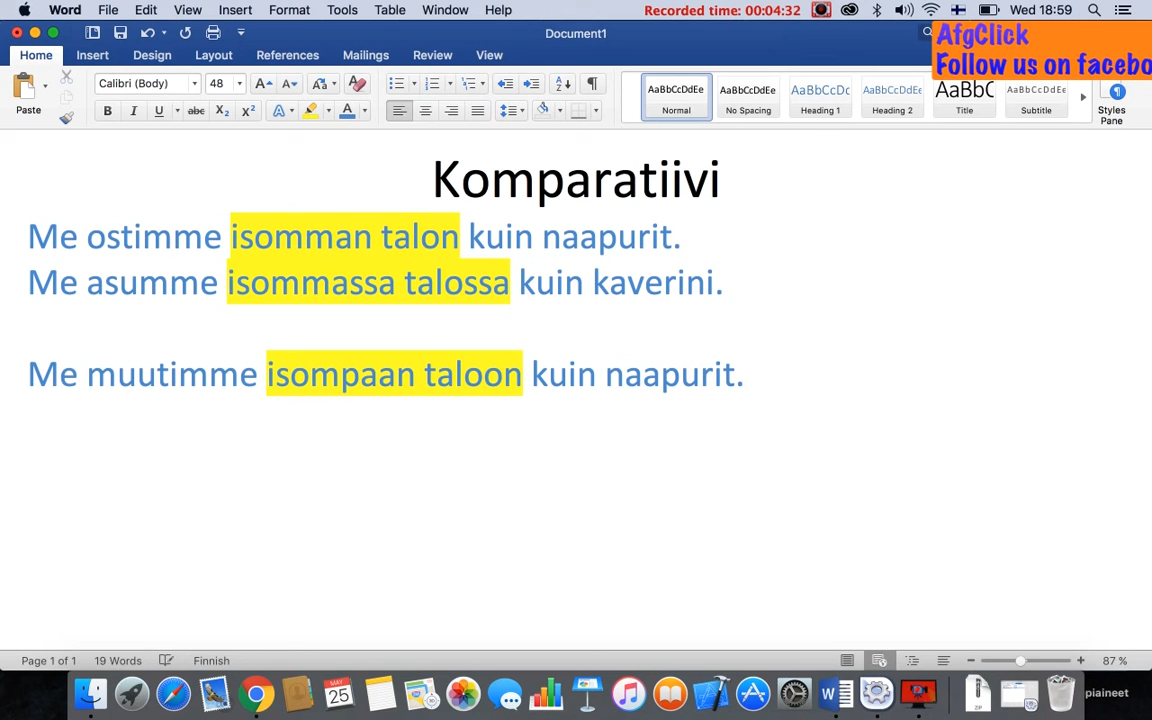 Word File Edit View Insert Format Tools Table Window Help Recorded time: 00:04:32 Wed 18:59
Document1
AfgClick
Follow us on facebo
Home Insert Design Layout References Mailings Review View
Paste Calibri (Body) 48
AaBbCcDdEe AaBbCcDdEe AaBbCcDc AaBbCcDdEe AaBbC AaBbCcDdEe
Normal No Spacing Heading 1 Heading 2 Title Subtitle Styles Pane
Komparatiivi
Me ostimme isomman talon kuin naapurit.
Me asumme isommassa talossa kuin kaverini.
Me muutimme isompaan taloon kuin naapurit.
Page 1 of 1 19 Words Finnish 87 %
MAY 25
piaineet